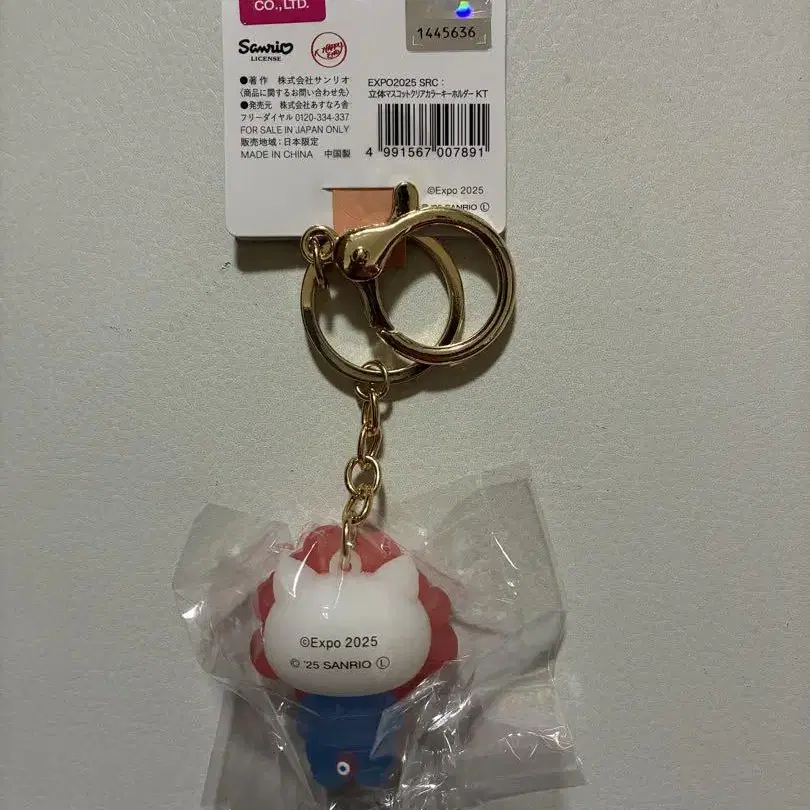 CO.,LTD.
1445636
Sanrio
LICENSE
●著作 株式会社サンリオ
(商品に関するお問い合わせ先)
●発売元 株式会社あすなろ舎
フリーダイヤル 0120-334-337
FOR SALE IN JAPAN ONLY
販売地域:日本限定
MADE IN CHINA 中国製
EXPO2025 SRC:
立体マスコットクリアカラーキーホルダー KT
4 991567 007891
©Expo 2025
SANRIO Ⓛ
©Expo 2025
© '25 SANRIO Ⓛ